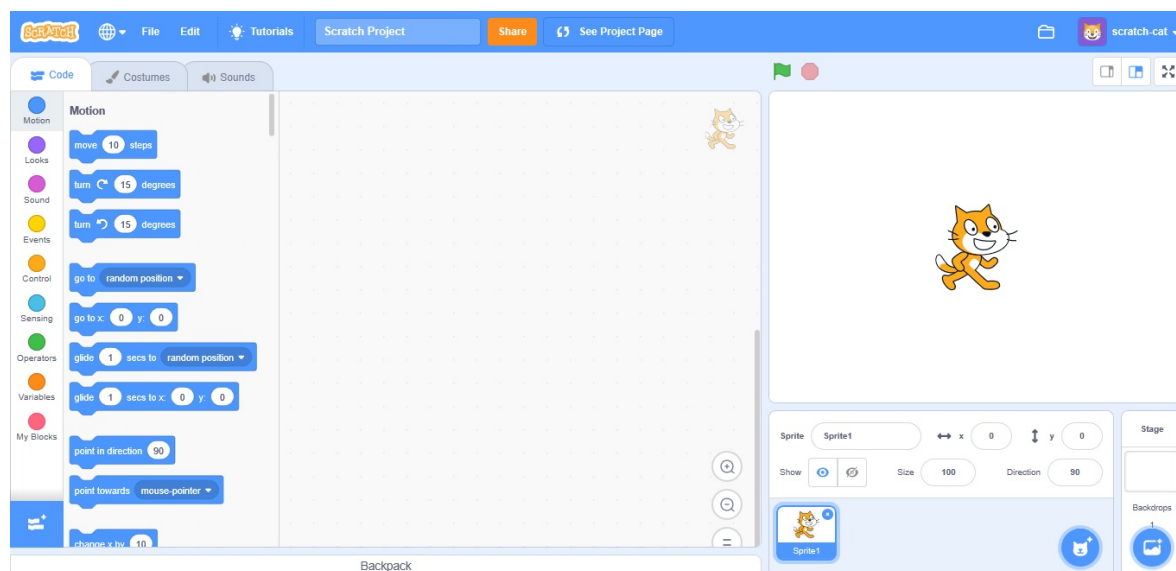 SCRATCH File Edit Tutorials Scratch Project Share See Project Page scratch-cat
Code Costumes Sounds
Motion
Looks
Sound
Events
Control
Sensing
Operators
Variables
My Blocks
Motion
move 10 steps
turn 15 degrees
turn 15 degrees
go to random position
go to x: 0 y: 0
glide 1 secs to random position
glide 1 secs to x: 0 y: 0
point in direction 90
point towards mouse-pointer
change x by 10
Backpack
Sprite Sprite1 x 0 y 0
Show Size 100 Direction 90
Sprite1
Stage
Backdrops
1